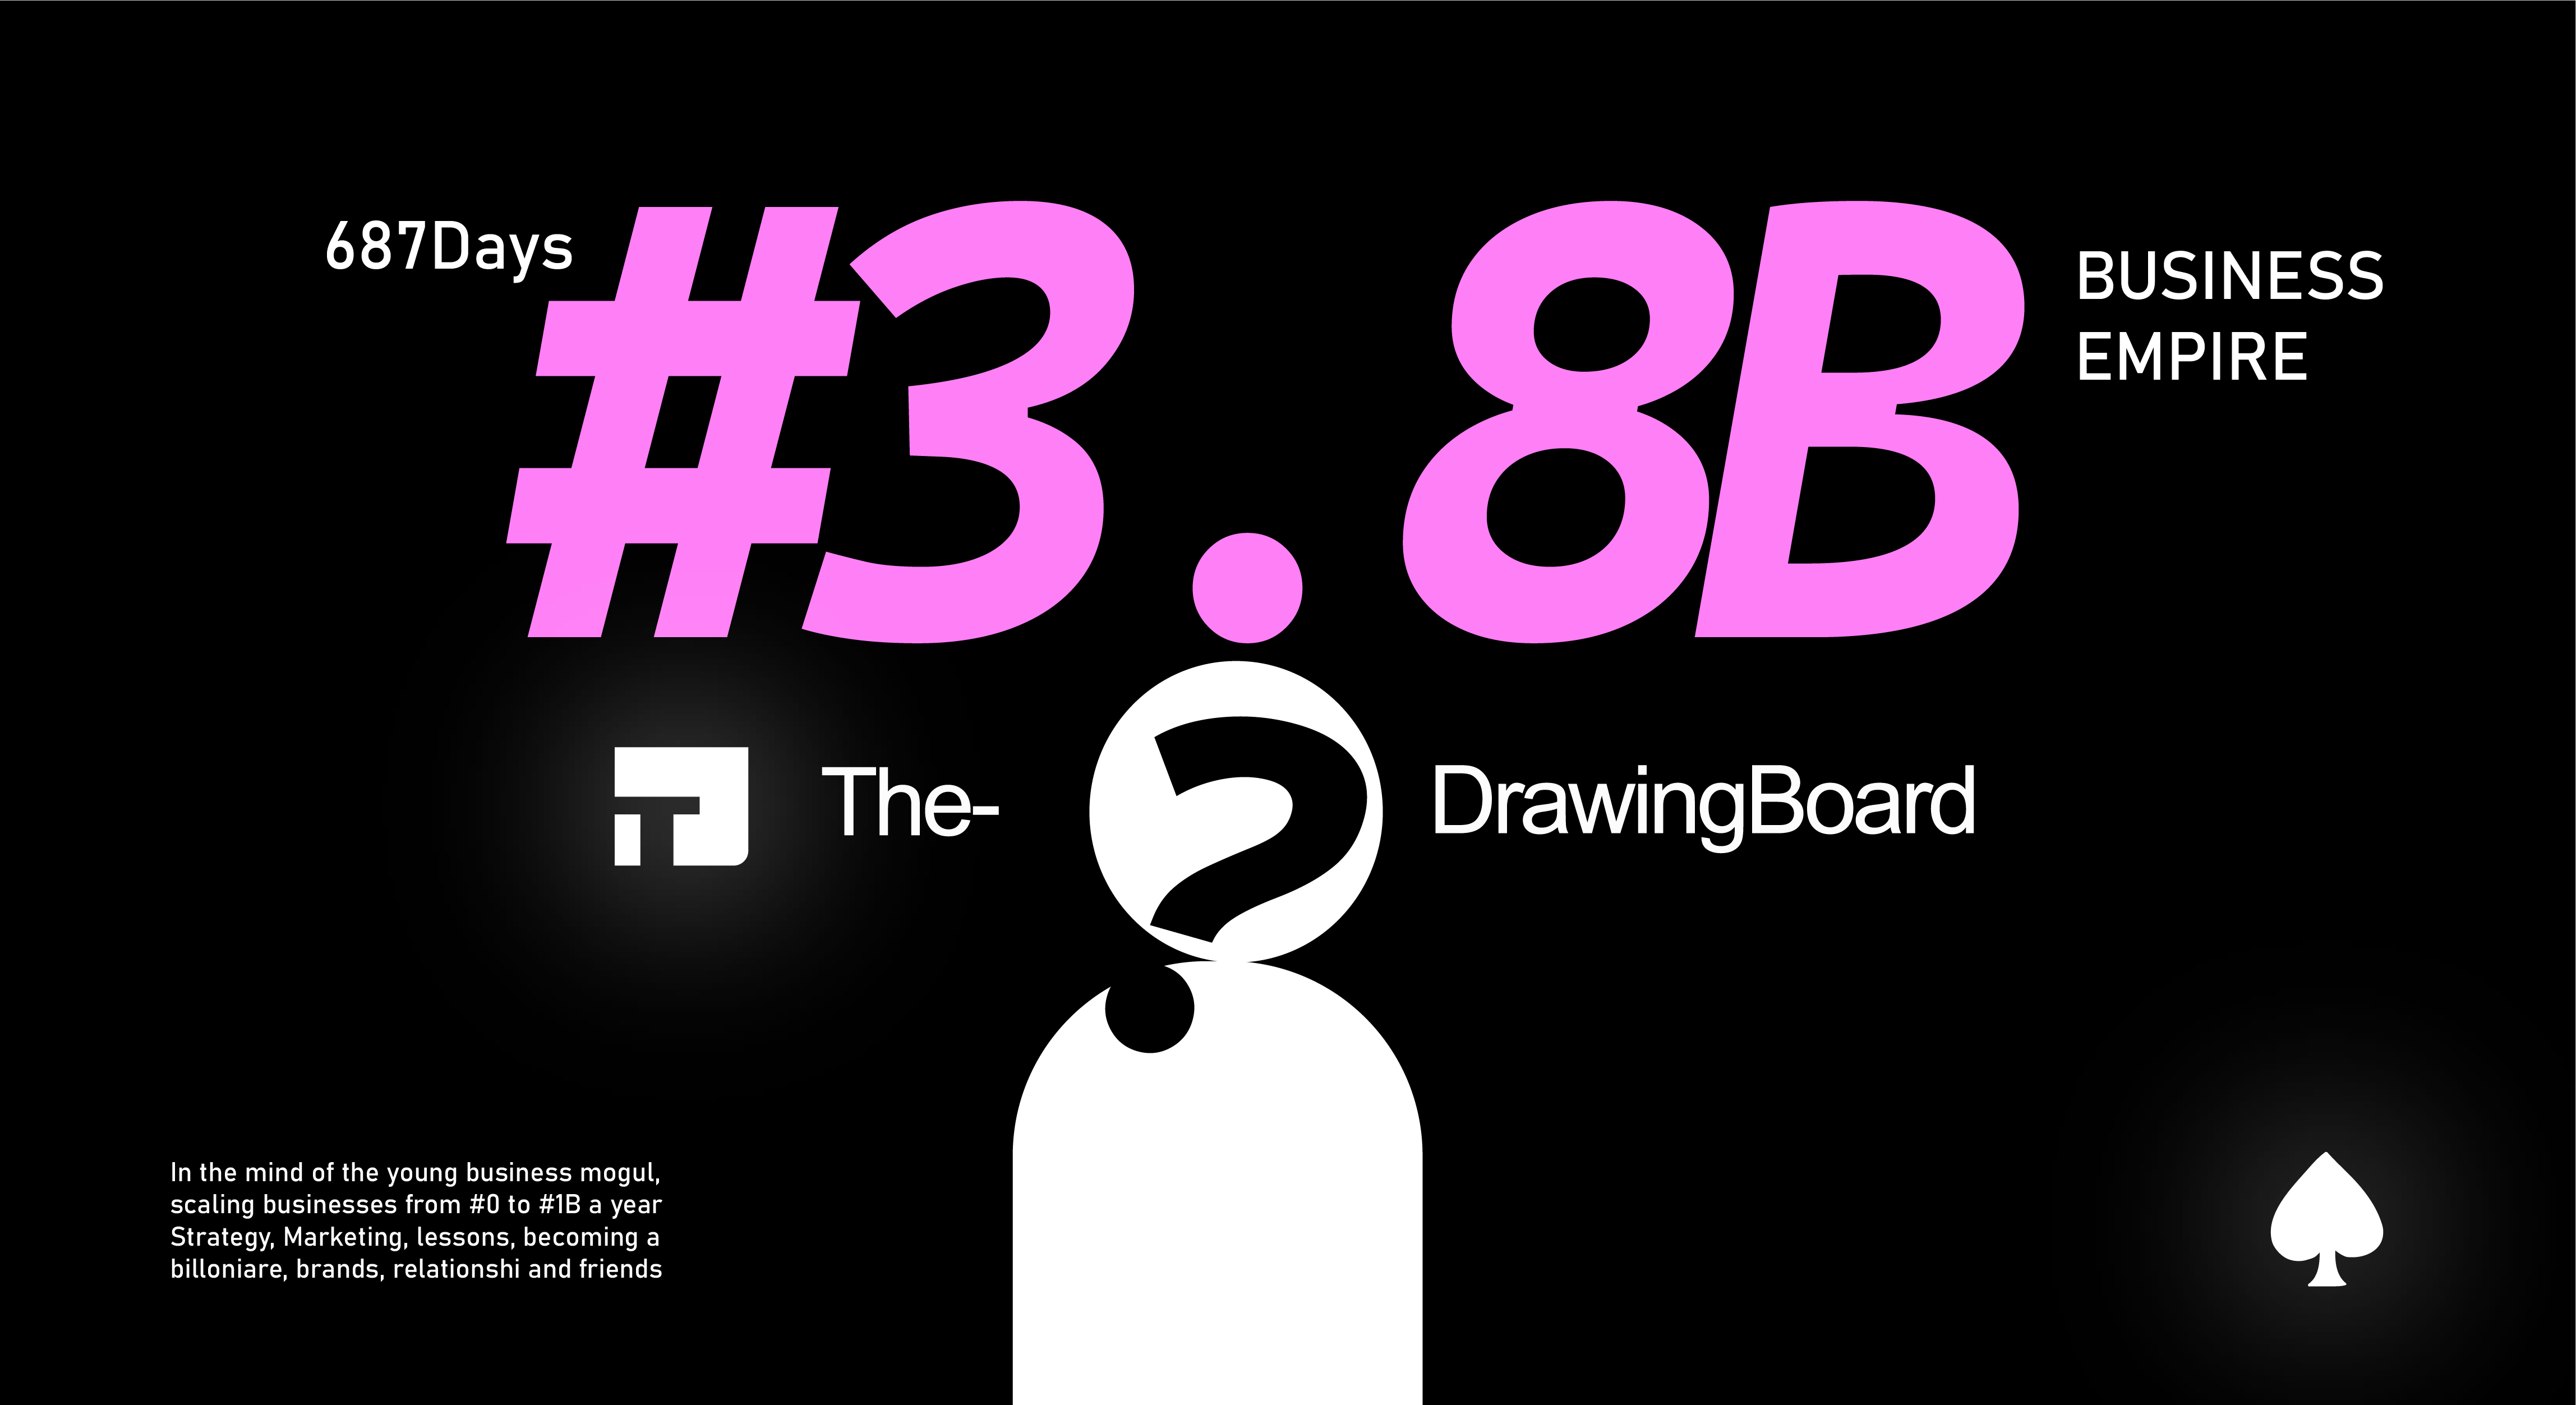 687Days
#3.8B
BUSINESS
EMPIRE
The-
?
DrawingBoard
In the mind of the young business mogul,
scaling businesses from #0 to #1B a year
Strategy, Marketing, lessons, becoming a
billoniare, brands, relationshi and friends